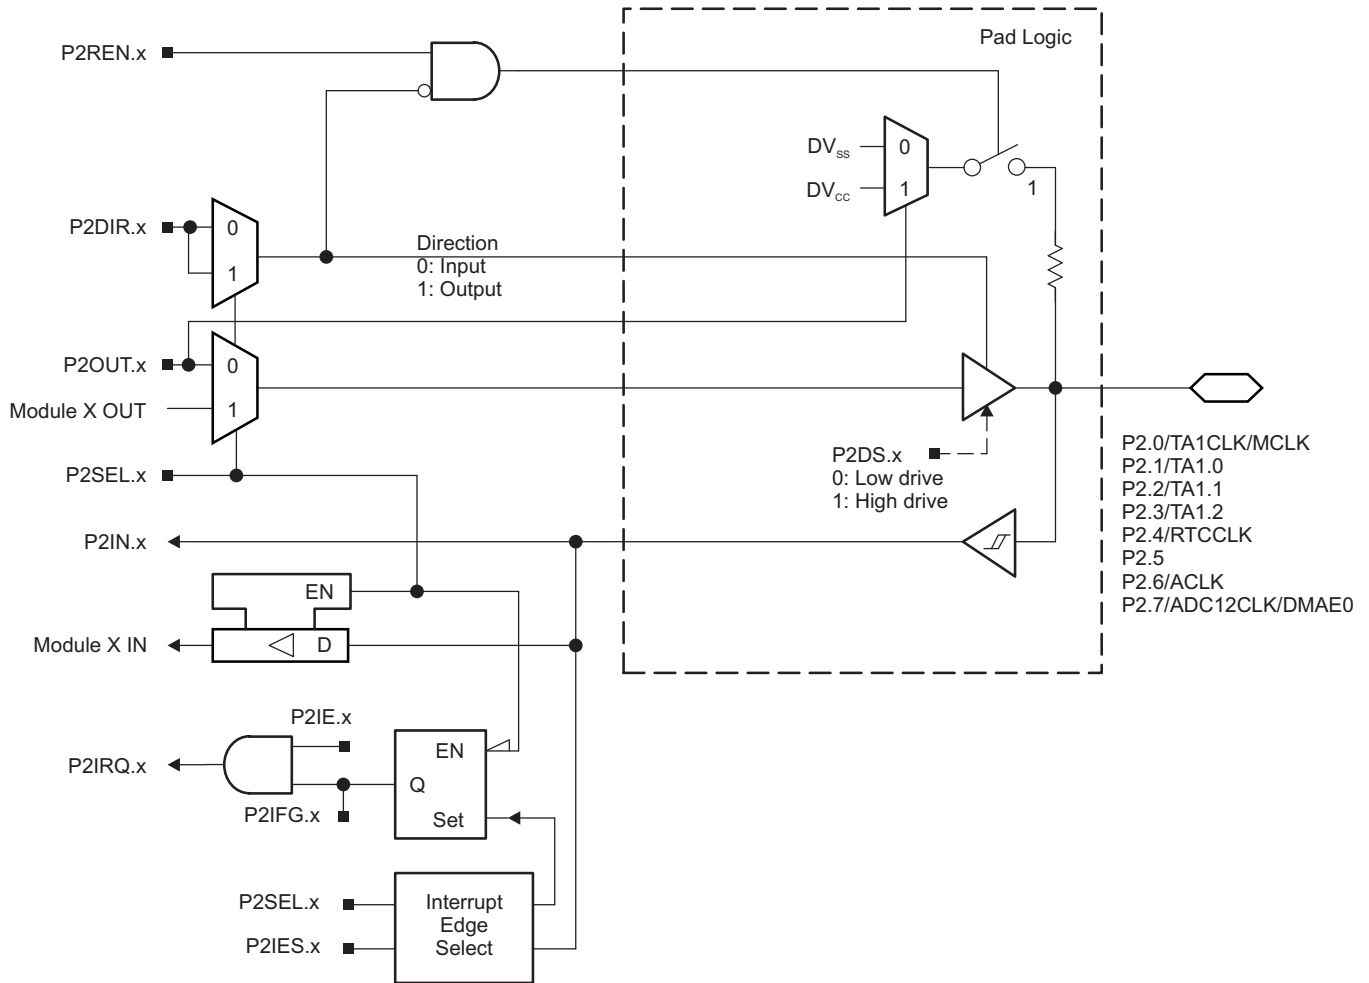 Pad Logic
P2REN.x
DVSS
0
DVCC
1
1
P2DIR.x
0
1
Direction
0: Input
1: Output
P2OUT.x
0
Module X OUT
1
P2SEL.x
P2DS.x
0: Low drive
1: High drive
P2.0/TA1CLK/MCLK
P2.1/TA1.0
P2.2/TA1.1
P2.3/TA1.2
P2.4/RTCCLK
P2.5
P2.6/ACLK
P2.7/ADC12CLK/DMAE0
P2IN.x
EN
Module X IN
D
P2IE.x
P2IRQ.x
EN
Q
P2IFG.x
Set
P2SEL.x
P2IES.x
Interrupt
Edge
Select